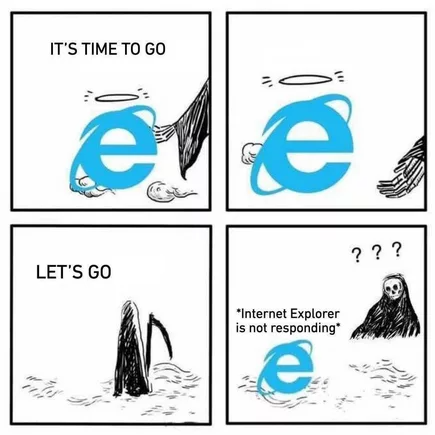 IT'S TIME TO GO
LET'S GO
? ? ?
*Internet Explorer
is not responding*